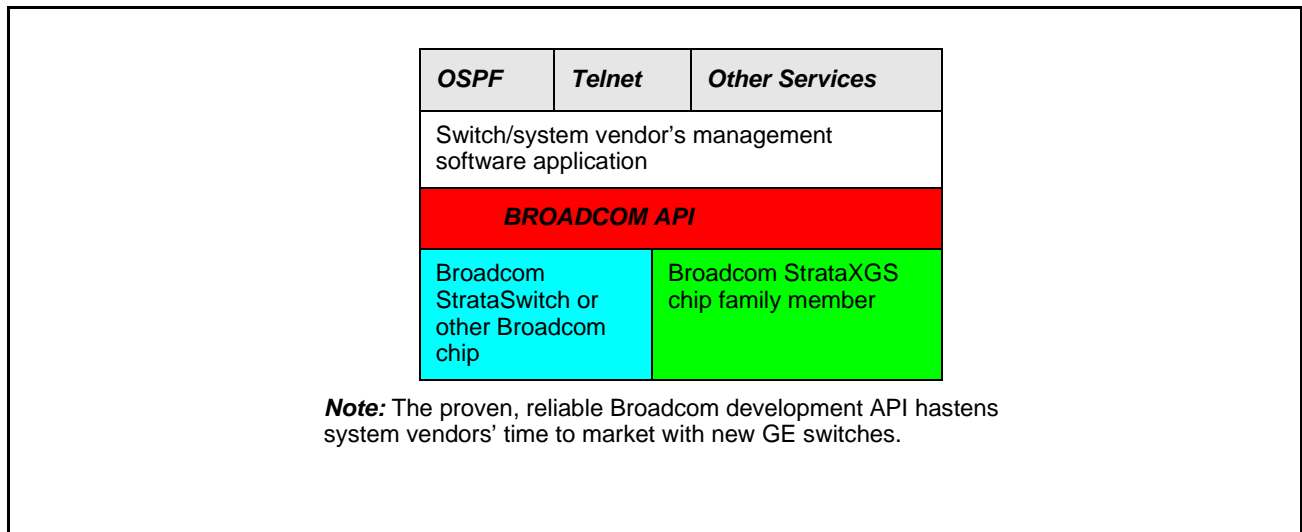 OSPF Telnet Other Services
Switch/system vendor's management
software application
BROADCOM API
Broadcom
StrataSwitch or
other Broadcom
chip
Broadcom StrataXGS
chip family member
Note: The proven, reliable Broadcom development API hastens
system vendors' time to market with new GE switches.